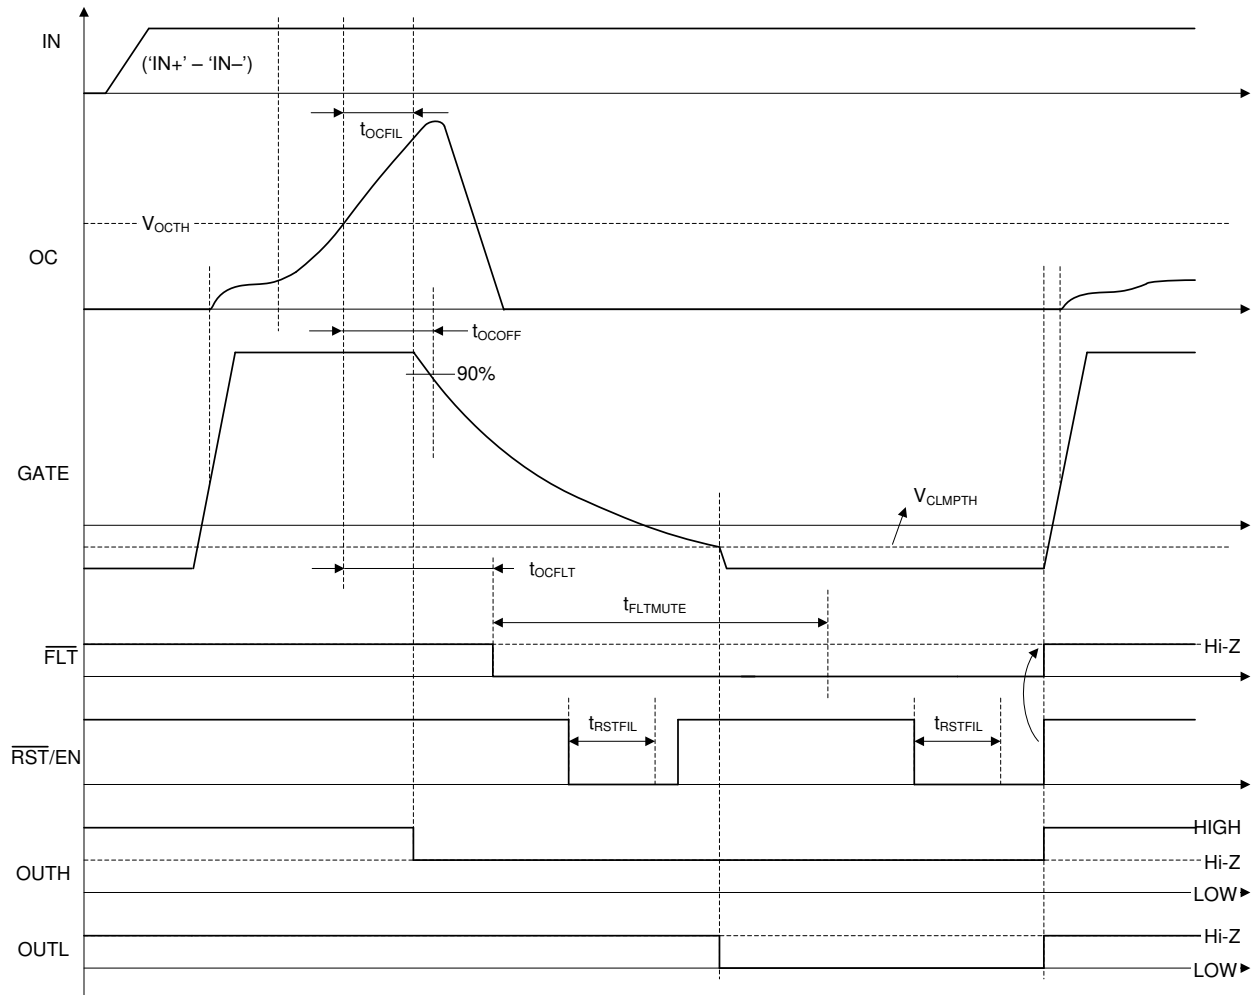 IN
(‘IN+’ – ‘IN–’)
tOCFIL
VOCTH
OC
tOCOFF
90%
GATE
VCLMPTH
tOCFLT
tFLTMUTE
FLT
Hi-Z
tRSTFIL
tRSTFIL
RST/EN
HIGH
OUTH
Hi-Z
LOW
OUTL
Hi-Z
LOW